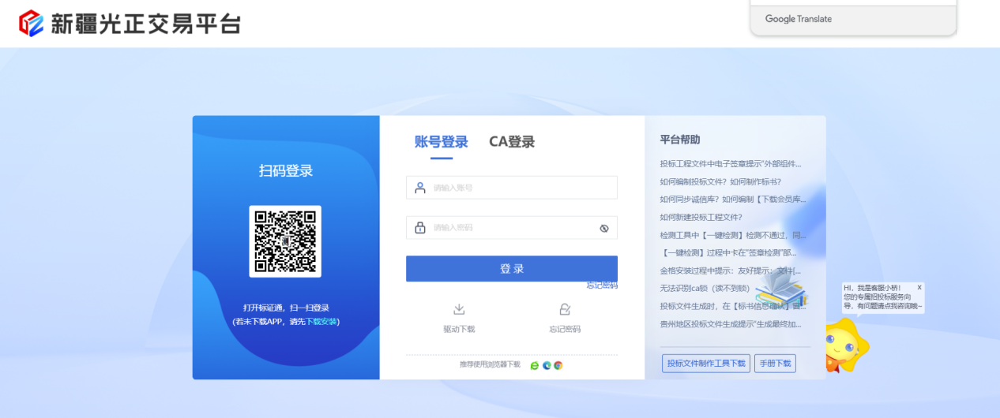 新疆光正交易平台
Google Translate
扫码登录
打开标证通，扫一扫登录
(若未下载APP，请先下载安装)
账号登录 CA登录
请输入账号
请输入密码
登录
忘记密码
驱动下载 忘记密码
推荐使用浏览器下载
平台帮助
投标工程文件中电子签章提示"外部组件...
如何编制投标文件？如何制作标书？
如何同步诚信库？如何编制【下载会员库...
如何新建投标工程文件？
检测工具中【一键检测】检测不通过，同...
【一键检测】过程中卡在"签章检测"部...
金格安装过程中提示：友好提示：文件[...
无法识别ca锁（读不到锁）
投标文件生成时，在【标书信息确认】
贵州地区投标文件生成提示"生成最终加...
投标文件制作工具下载 手册下载
HI，我是客服小桥！ x
您的专属招投标服务向
导，有问题请点我咨询哦~